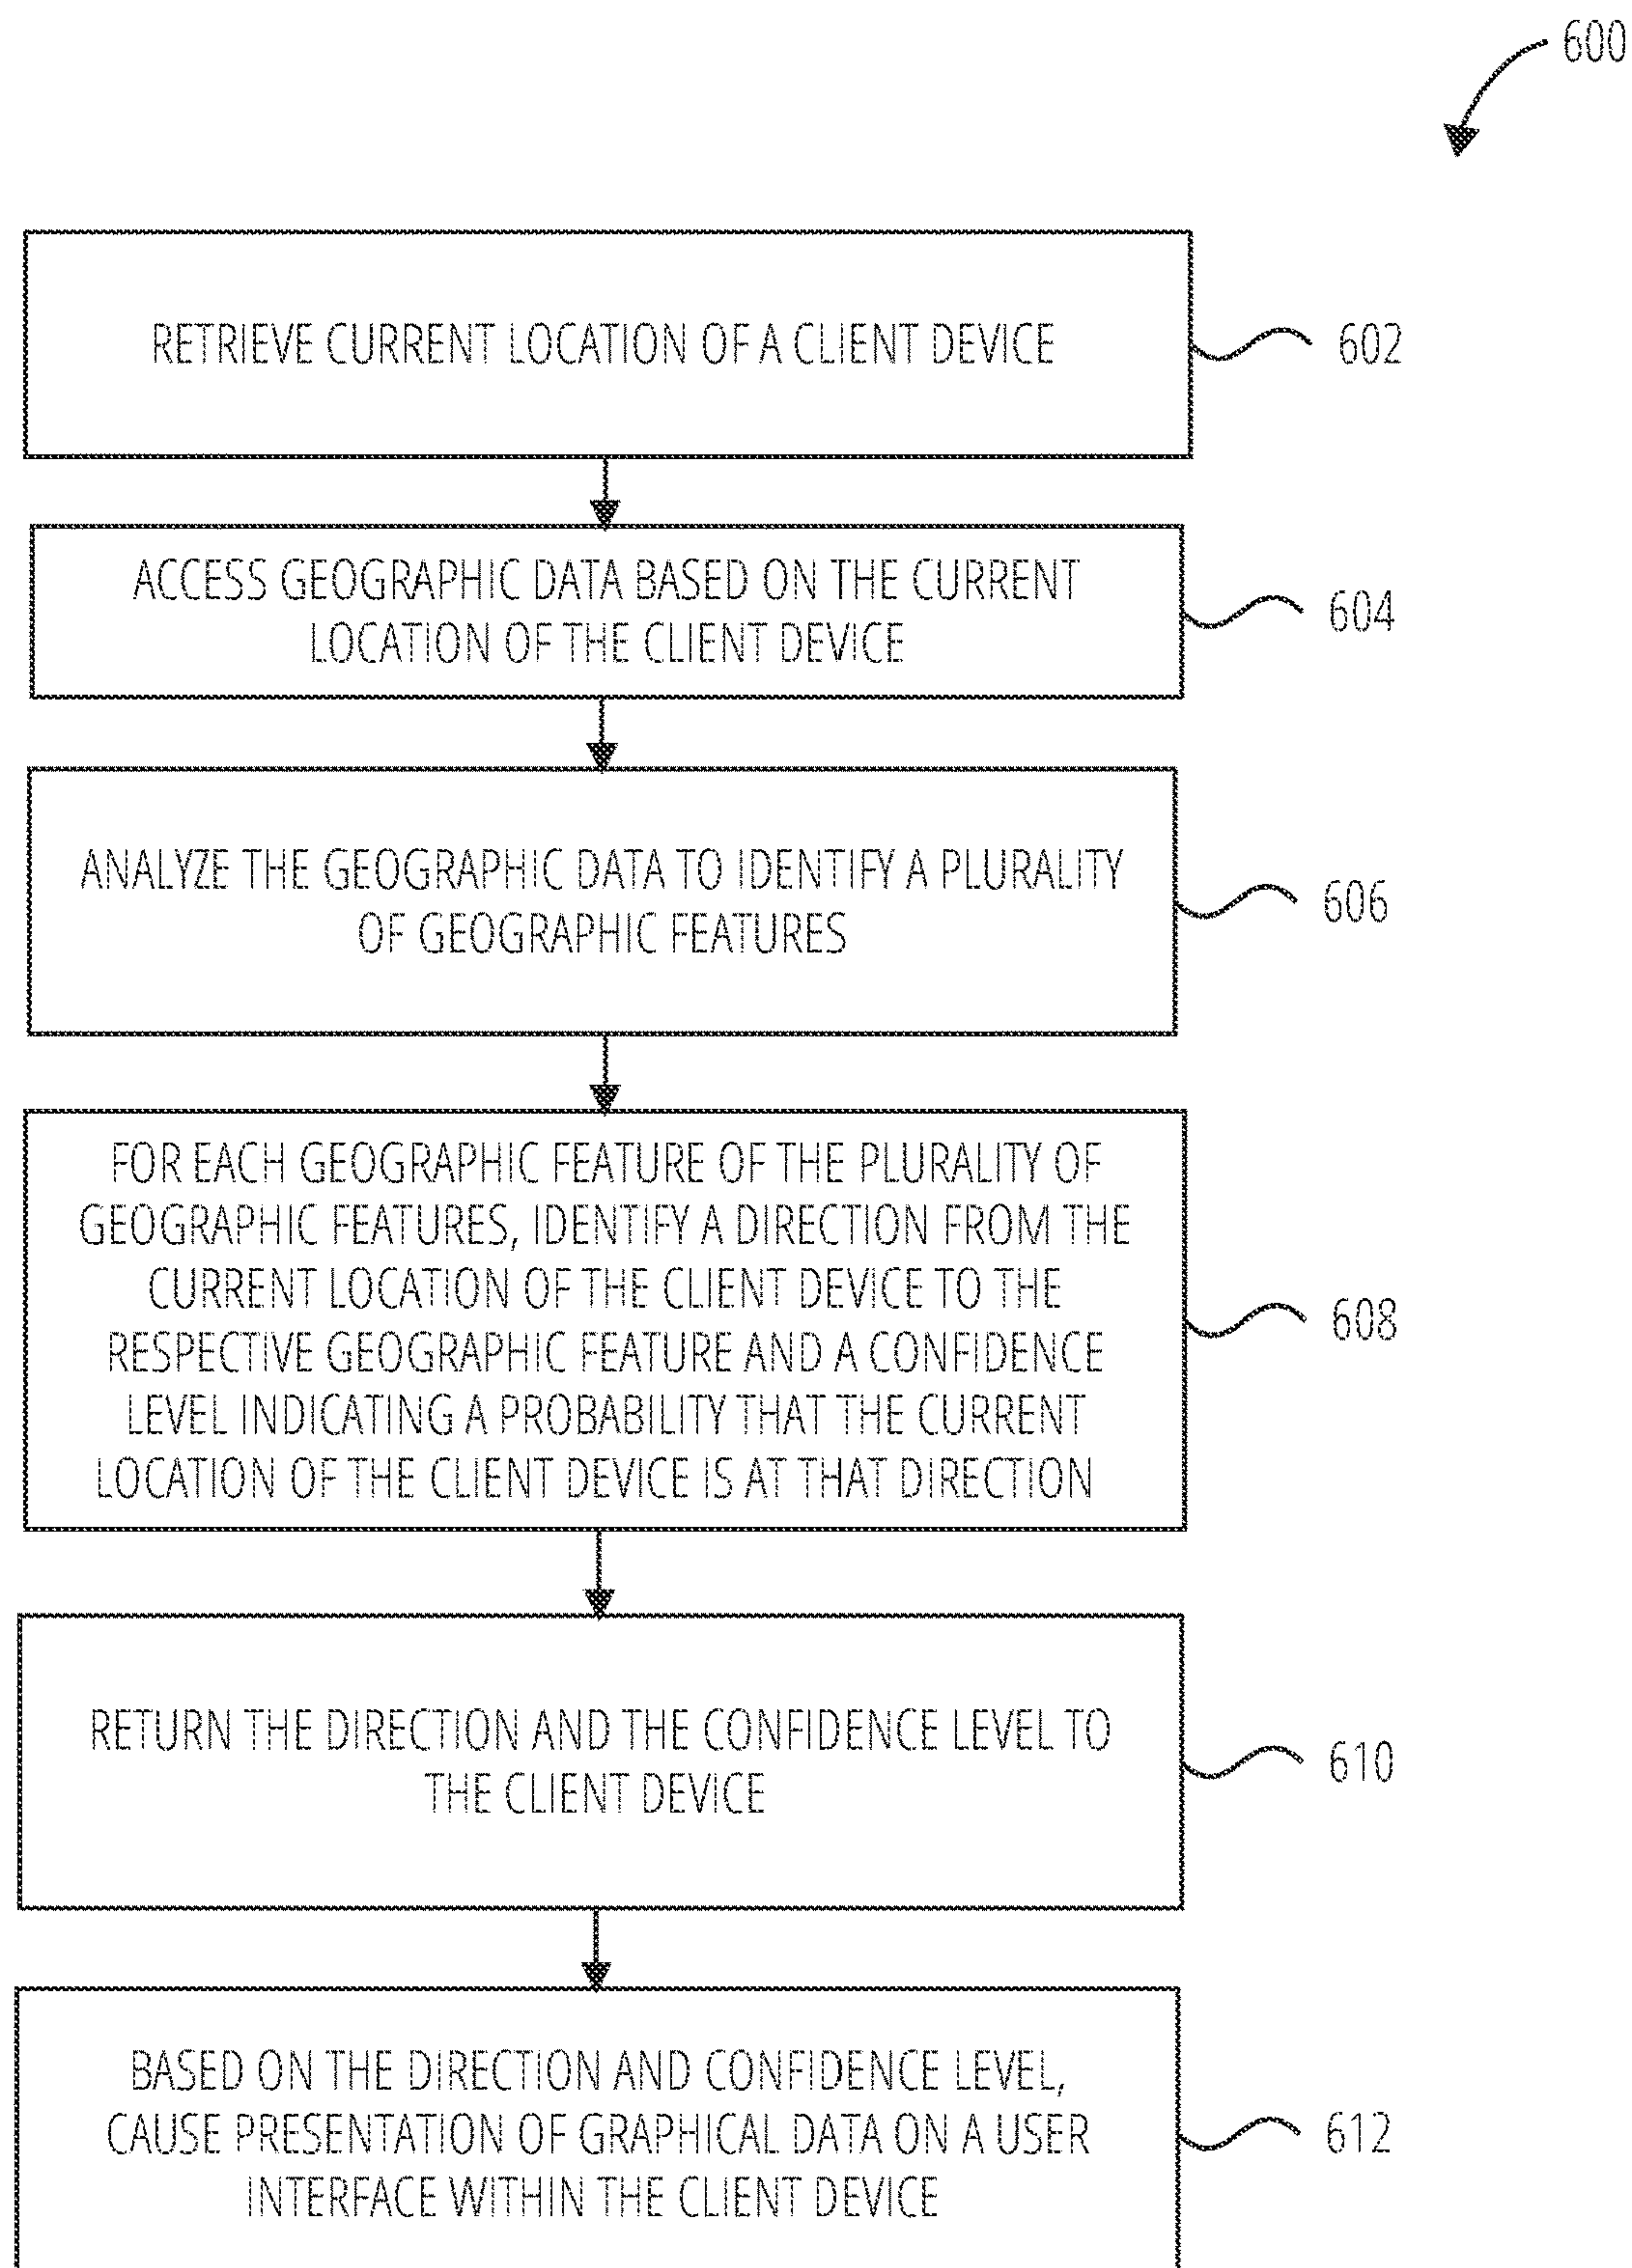 600
RETRIEVE CURRENT LOCATION OF A CLIENT DEVICE
602
ACCESS GEOGRAPHIC DATA BASED ON THE CURRENT
LOCATION OF THE CLIENT DEVICE
604
ANALYZE THE GEOGRAPHIC DATA TO IDENTIFY A PLURALITY
OF GEOGRAPHIC FEATURES
606
FOR EACH GEOGRAPHIC FEATURE OF THE PLURALITY OF
GEOGRAPHIC FEATURES, IDENTIFY A DIRECTION FROM THE
CURRENT LOCATION OF THE CLIENT DEVICE TO THE
RESPECTIVE GEOGRAPHIC FEATURE AND A CONFIDENCE
LEVEL INDICATING A PROBABILITY THAT THE CURRENT
LOCATION OF THE CLIENT DEVICE IS AT THAT DIRECTION
608
RETURN THE DIRECTION AND THE CONFIDENCE LEVEL TO
THE CLIENT DEVICE
610
BASED ON THE DIRECTION AND CONFIDENCE LEVEL,
CAUSE PRESENTATION OF GRAPHICAL DATA ON A USER
INTERFACE WITHIN THE CLIENT DEVICE
612